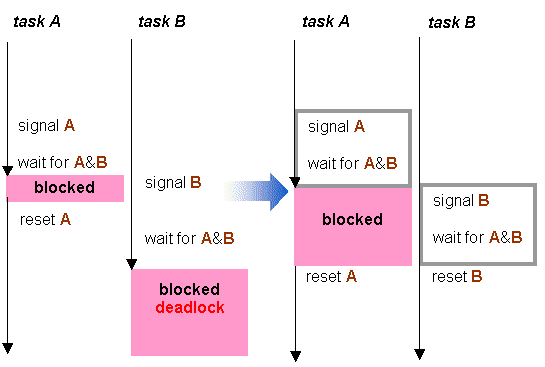 task A
task B
signal A
wait for A&B
blocked
reset A
signal B
wait for A&B
blocked
deadlock
task A
task B
signal A
wait for A&B
blocked
reset A
signal B
wait for A&B
reset B